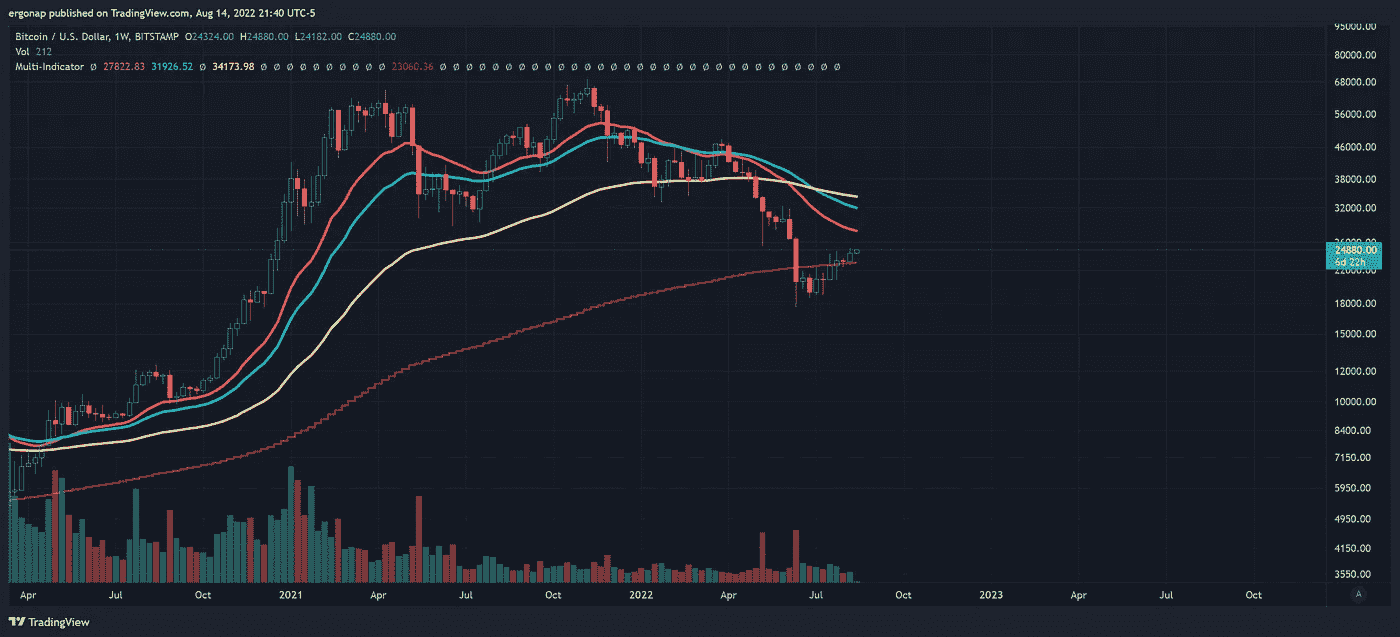 ergonap published on TradingView.com, Aug 14, 2022 21:40 UTC-5
Bitcoin / U.S. Dollar, 1W, BITSTAMP O24324.00 H24880.00 L24182.00 C24880.00
Vol 212
Multi-Indicator Ø 27822.83 31926.52 Ø 34173.98 Ø Ø Ø Ø Ø Ø Ø Ø Ø Ø 23060.36 Ø Ø Ø Ø Ø Ø Ø Ø Ø Ø Ø Ø Ø Ø Ø Ø Ø Ø Ø Ø Ø Ø Ø Ø Ø Ø Ø Ø Ø Ø Ø
95000.00
80000.00
68000.00
56000.00
46000.00
38000.00
32000.00
26000.00
24880.00
6d 22h
22000.00
18000.00
15000.00
12000.00
10000.00
8400.00
7150.00
5950.00
4950.00
4150.00
3550.00
Apr Jul Oct 2021 Apr Jul Oct 2022 Apr Jul Oct 2023 Apr Jul Oct A
TradingView